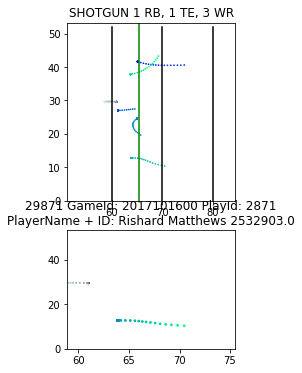 SHOTGUN 1 RB, 1 TE, 3 WR
50
40
30
20
10
0
60 70 80
29871 GameId: 2017101600 PlayId: 2871
PlayerName + ID: Rishard Matthews 2532903.0
40
20
0
60 65 70 75